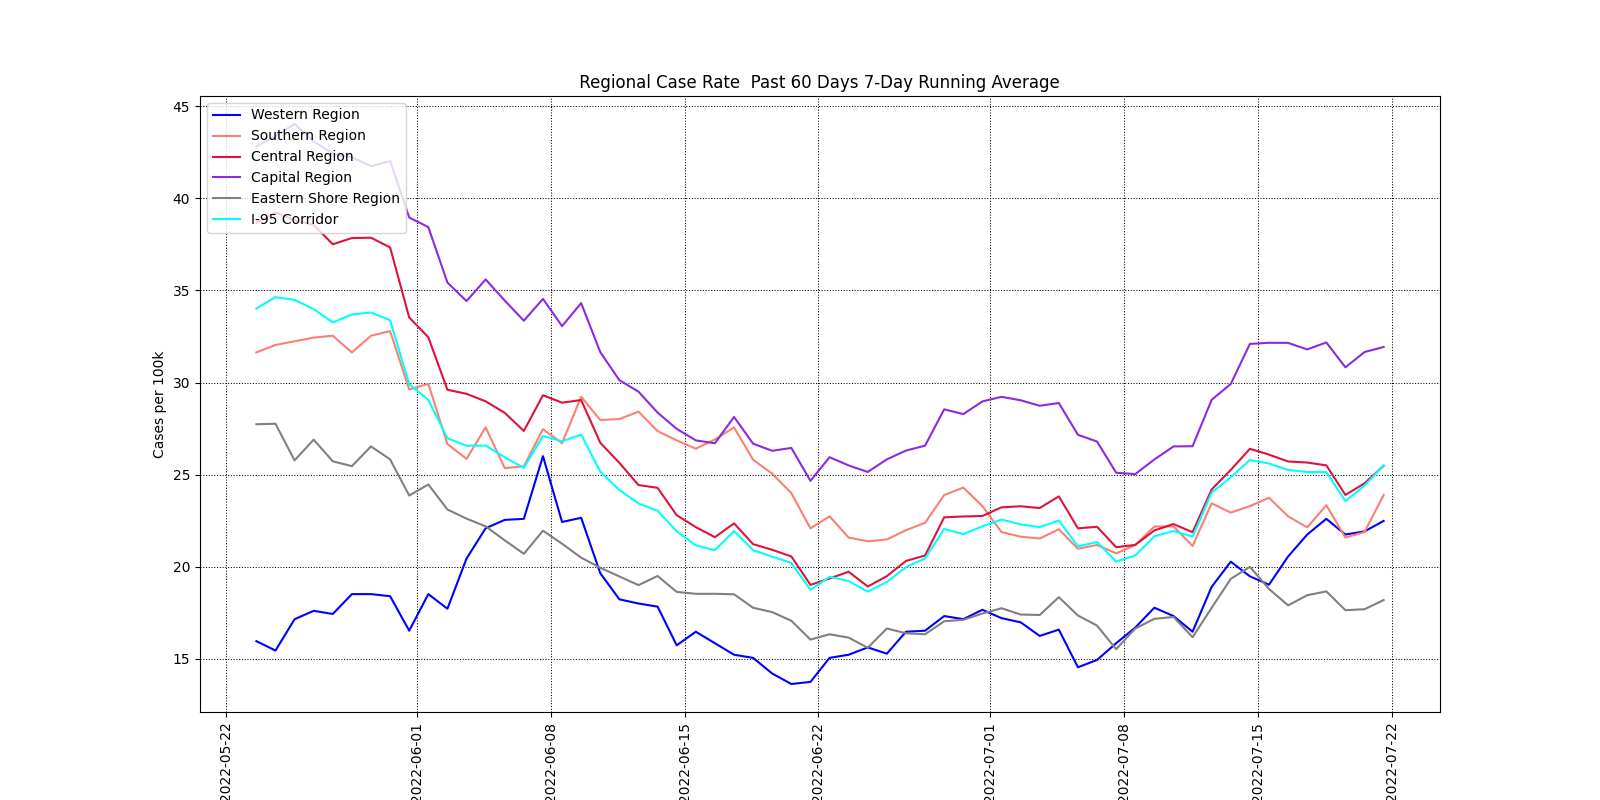 Regional Case Rate  Past 60 Days 7-Day Running Average
45
40
35
30
25
20
15
Cases per 100k
Western Region
Southern Region
Central Region
Capital Region
Eastern Shore Region
I-95 Corridor
2022-05-22
2022-06-01
2022-06-08
2022-06-15
2022-06-22
2022-07-01
2022-07-08
2022-07-15
2022-07-22